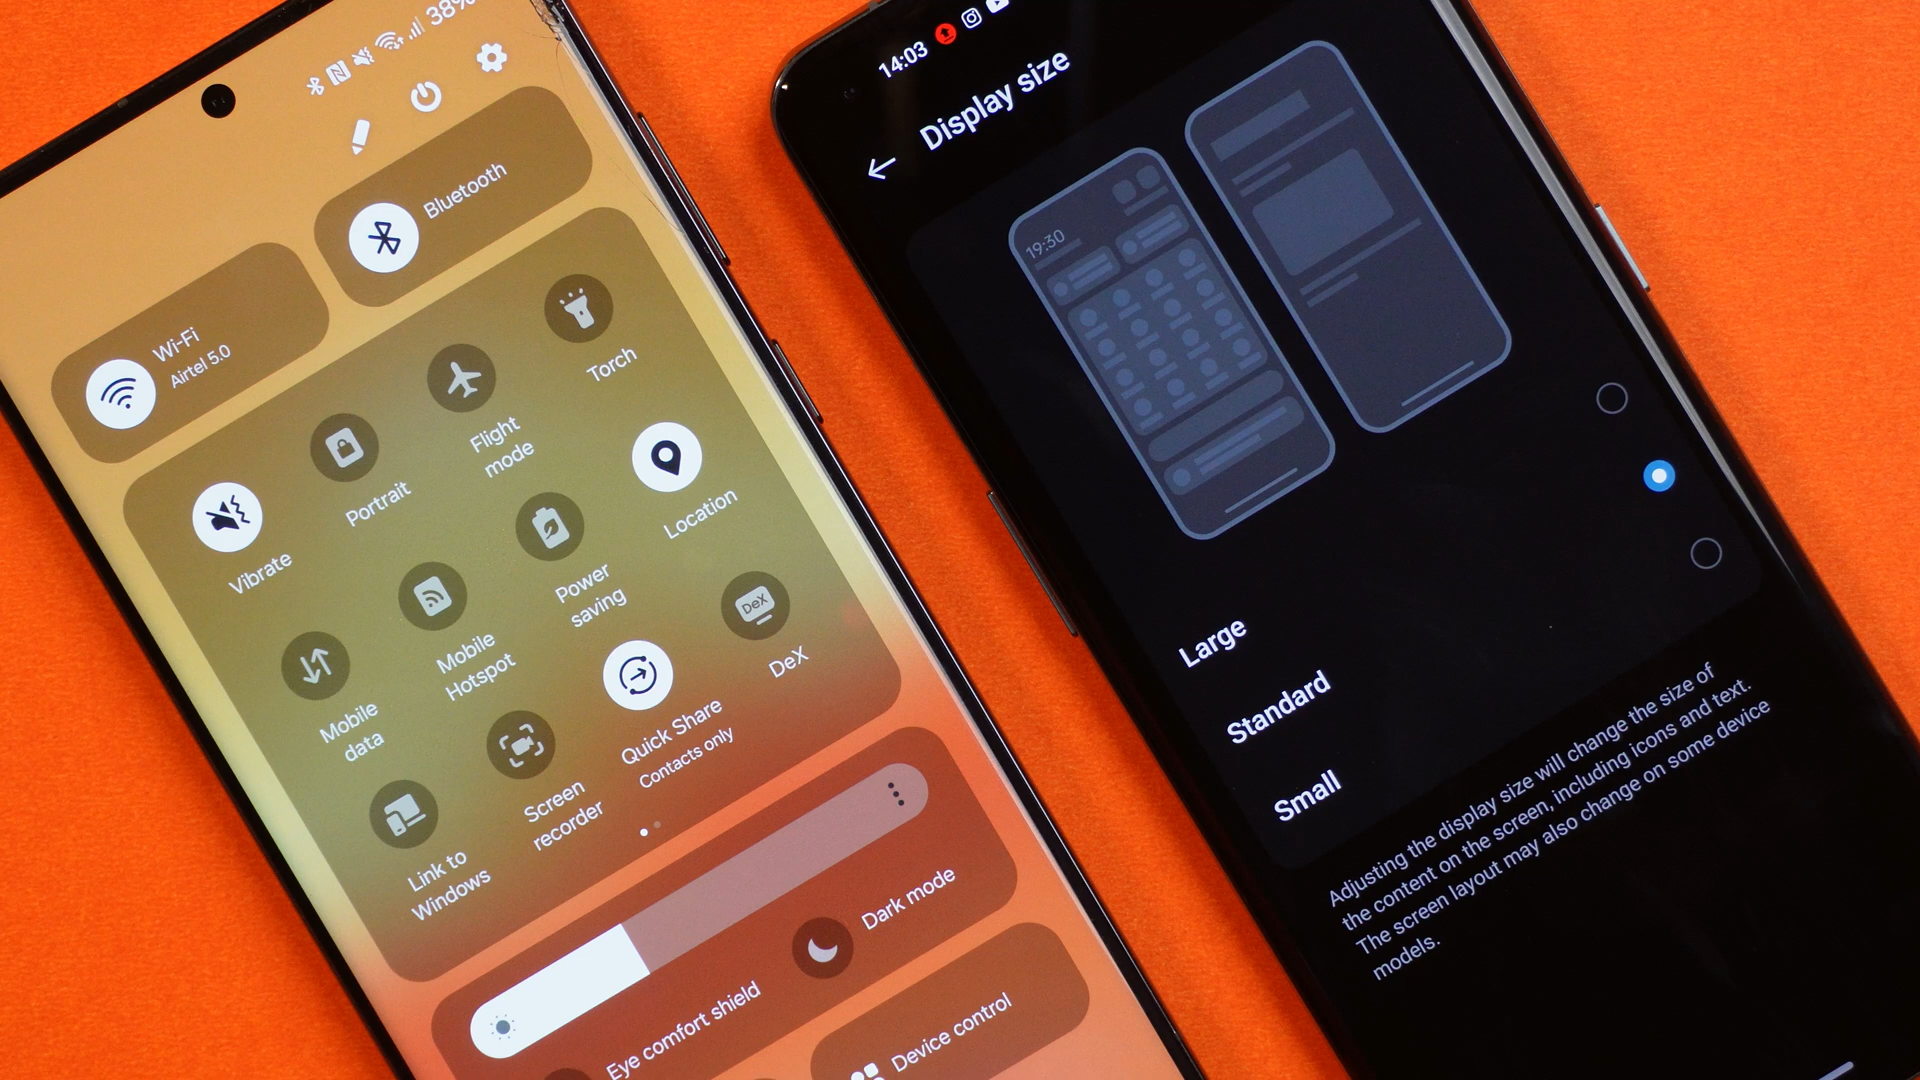 38%
Bluetooth
Wi-Fi
Airtel 5.0
Torch
Flight
mode
Portrait
Vibrate
Location
Power
saving
Mobile
Hotspot
Mobile
data
DeX
DeX
Quick Share
Contacts only
Screen
recorder
Link to
Windows
Dark mode
Eye comfort shield
Device control
14:03
Display size
19:30
Large
Standard
Small
Adjusting the display size will change the size of
the content on the screen, including icons and text.
The screen layout may also change on some device
models.